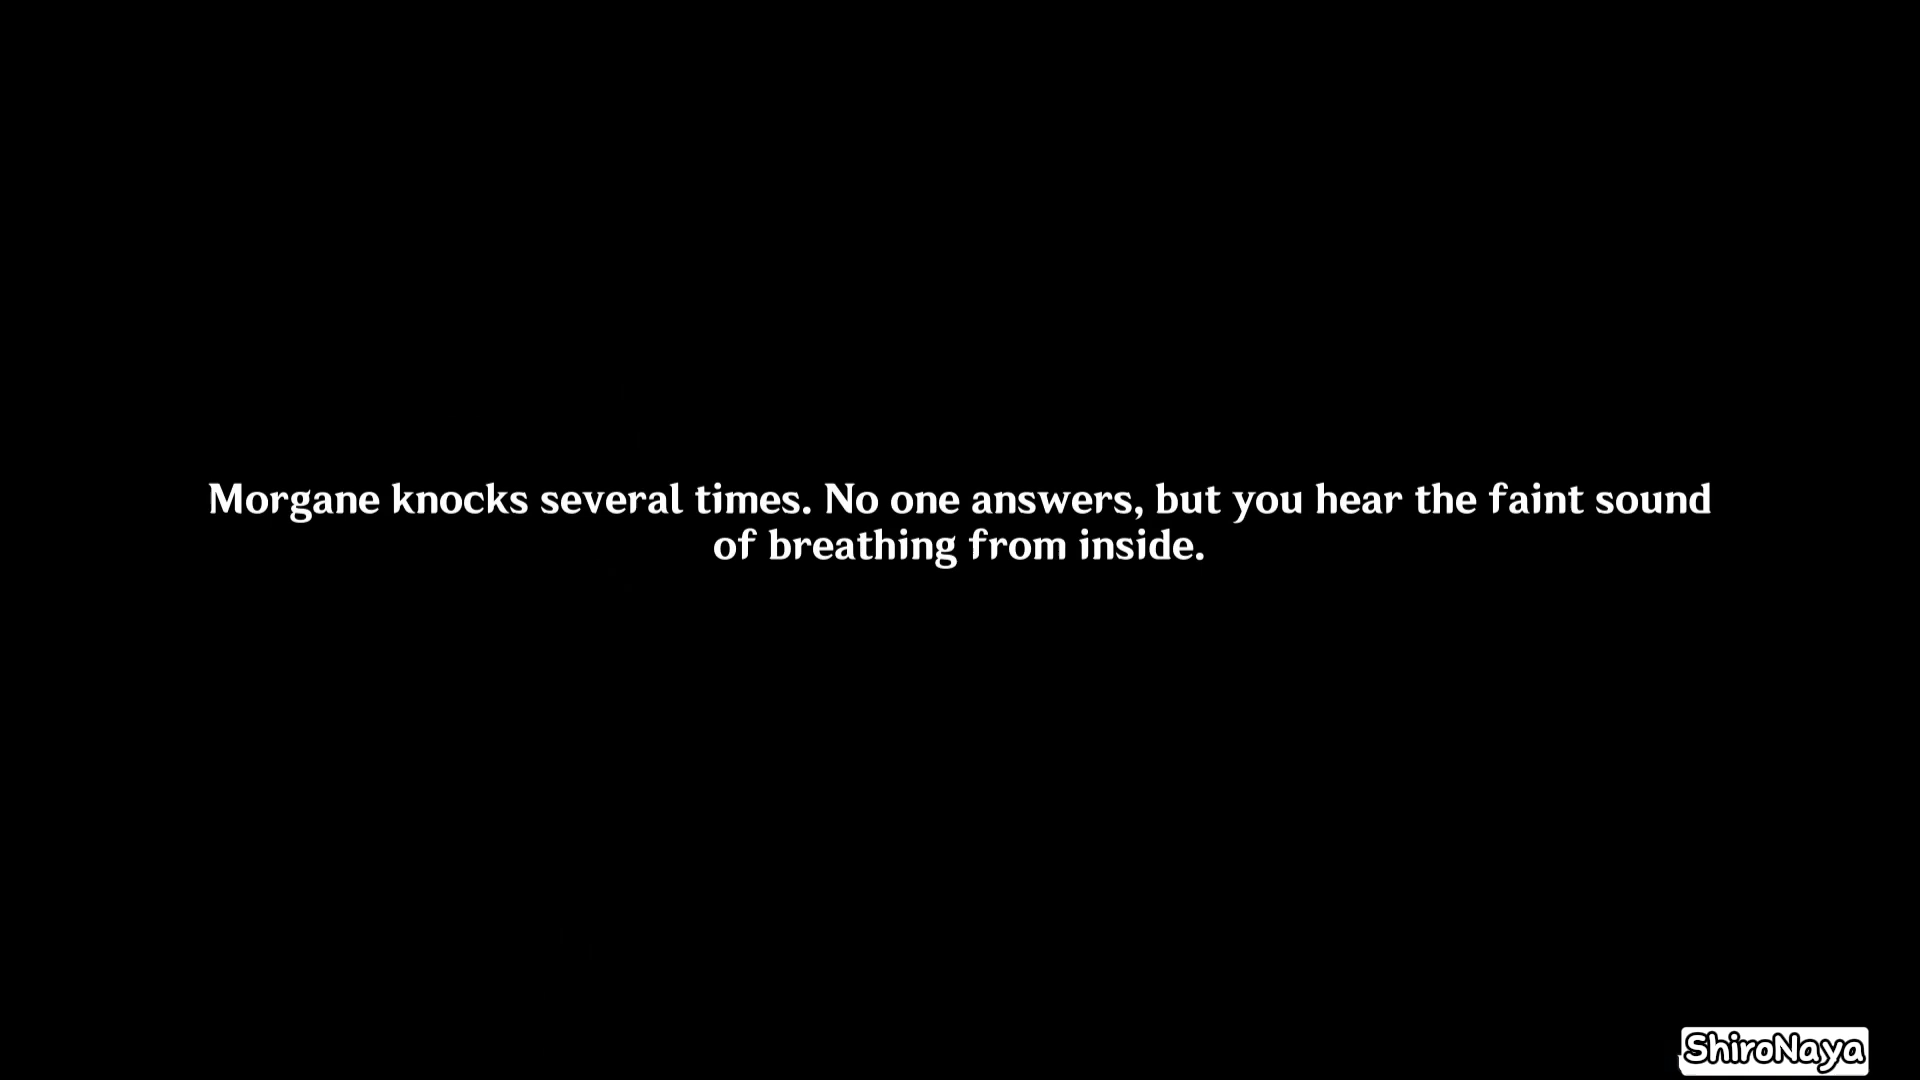 Morgane knocks several times. No one answers, but you hear the faint sound
of breathing from inside.
ShiroNaya